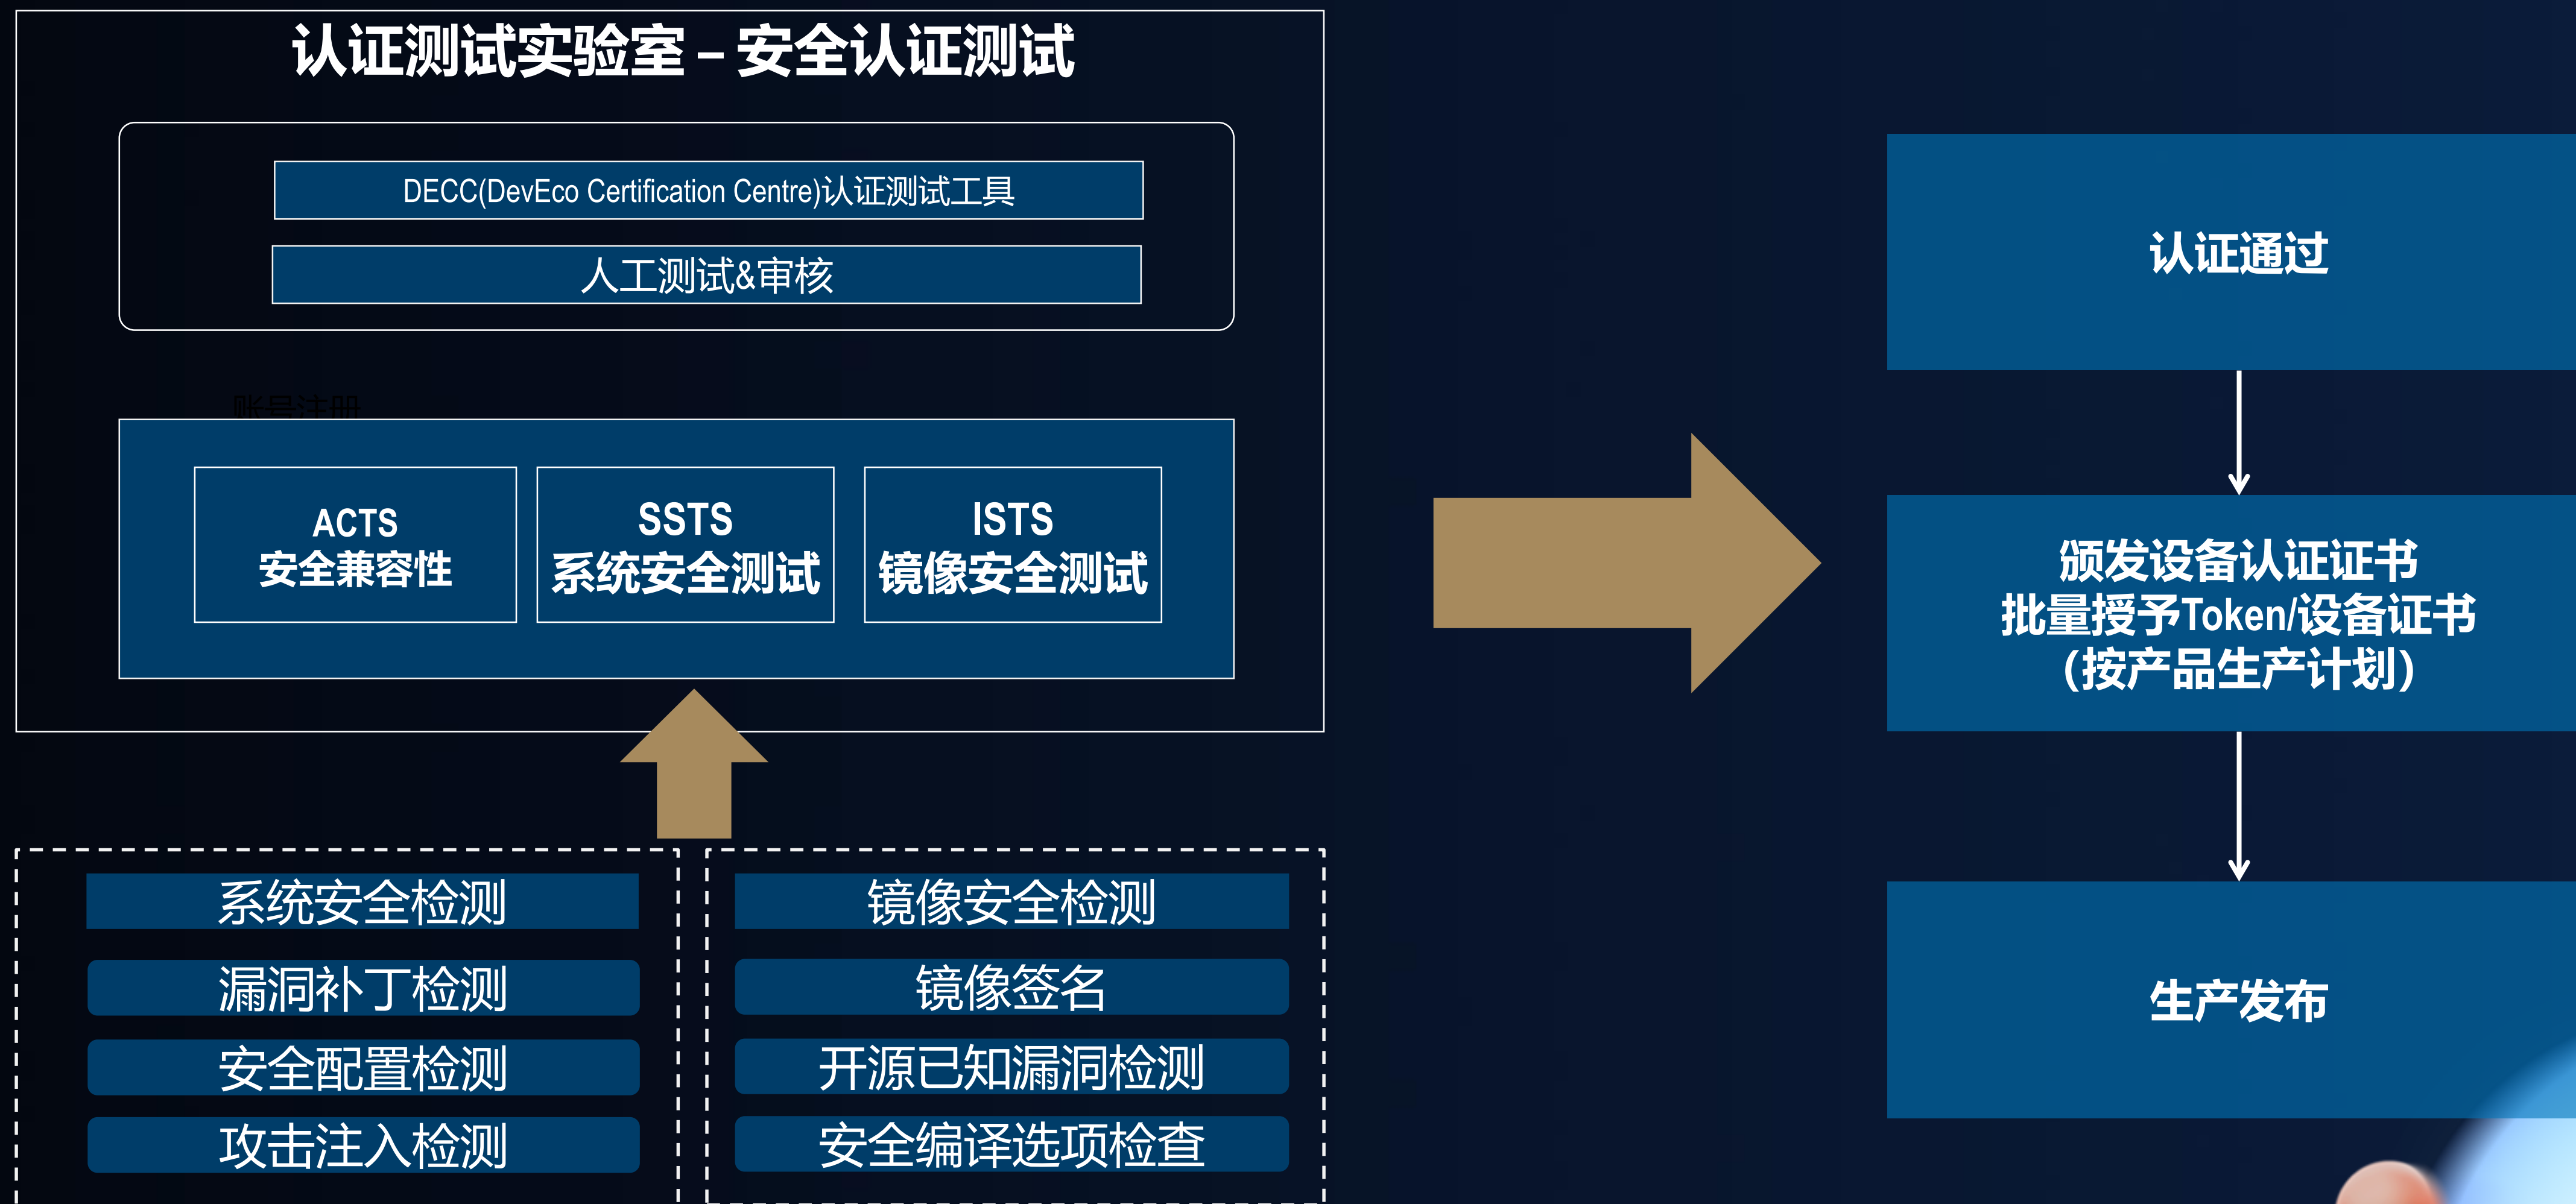 认证测试实验室 – 安全认证测试
DECC(DevEco Certification Centre)认证测试工具
人工测试&审核
账号注册
ACTS
安全兼容性
SSTS
系统安全测试
ISTS
镜像安全测试
系统安全检测
漏洞补丁检测
安全配置检测
攻击注入检测
镜像安全检测
镜像签名
开源已知漏洞检测
安全编译选项检查
认证通过
颁发设备认证证书
批量授予Token/设备证书
(按产品生产计划)
生产发布